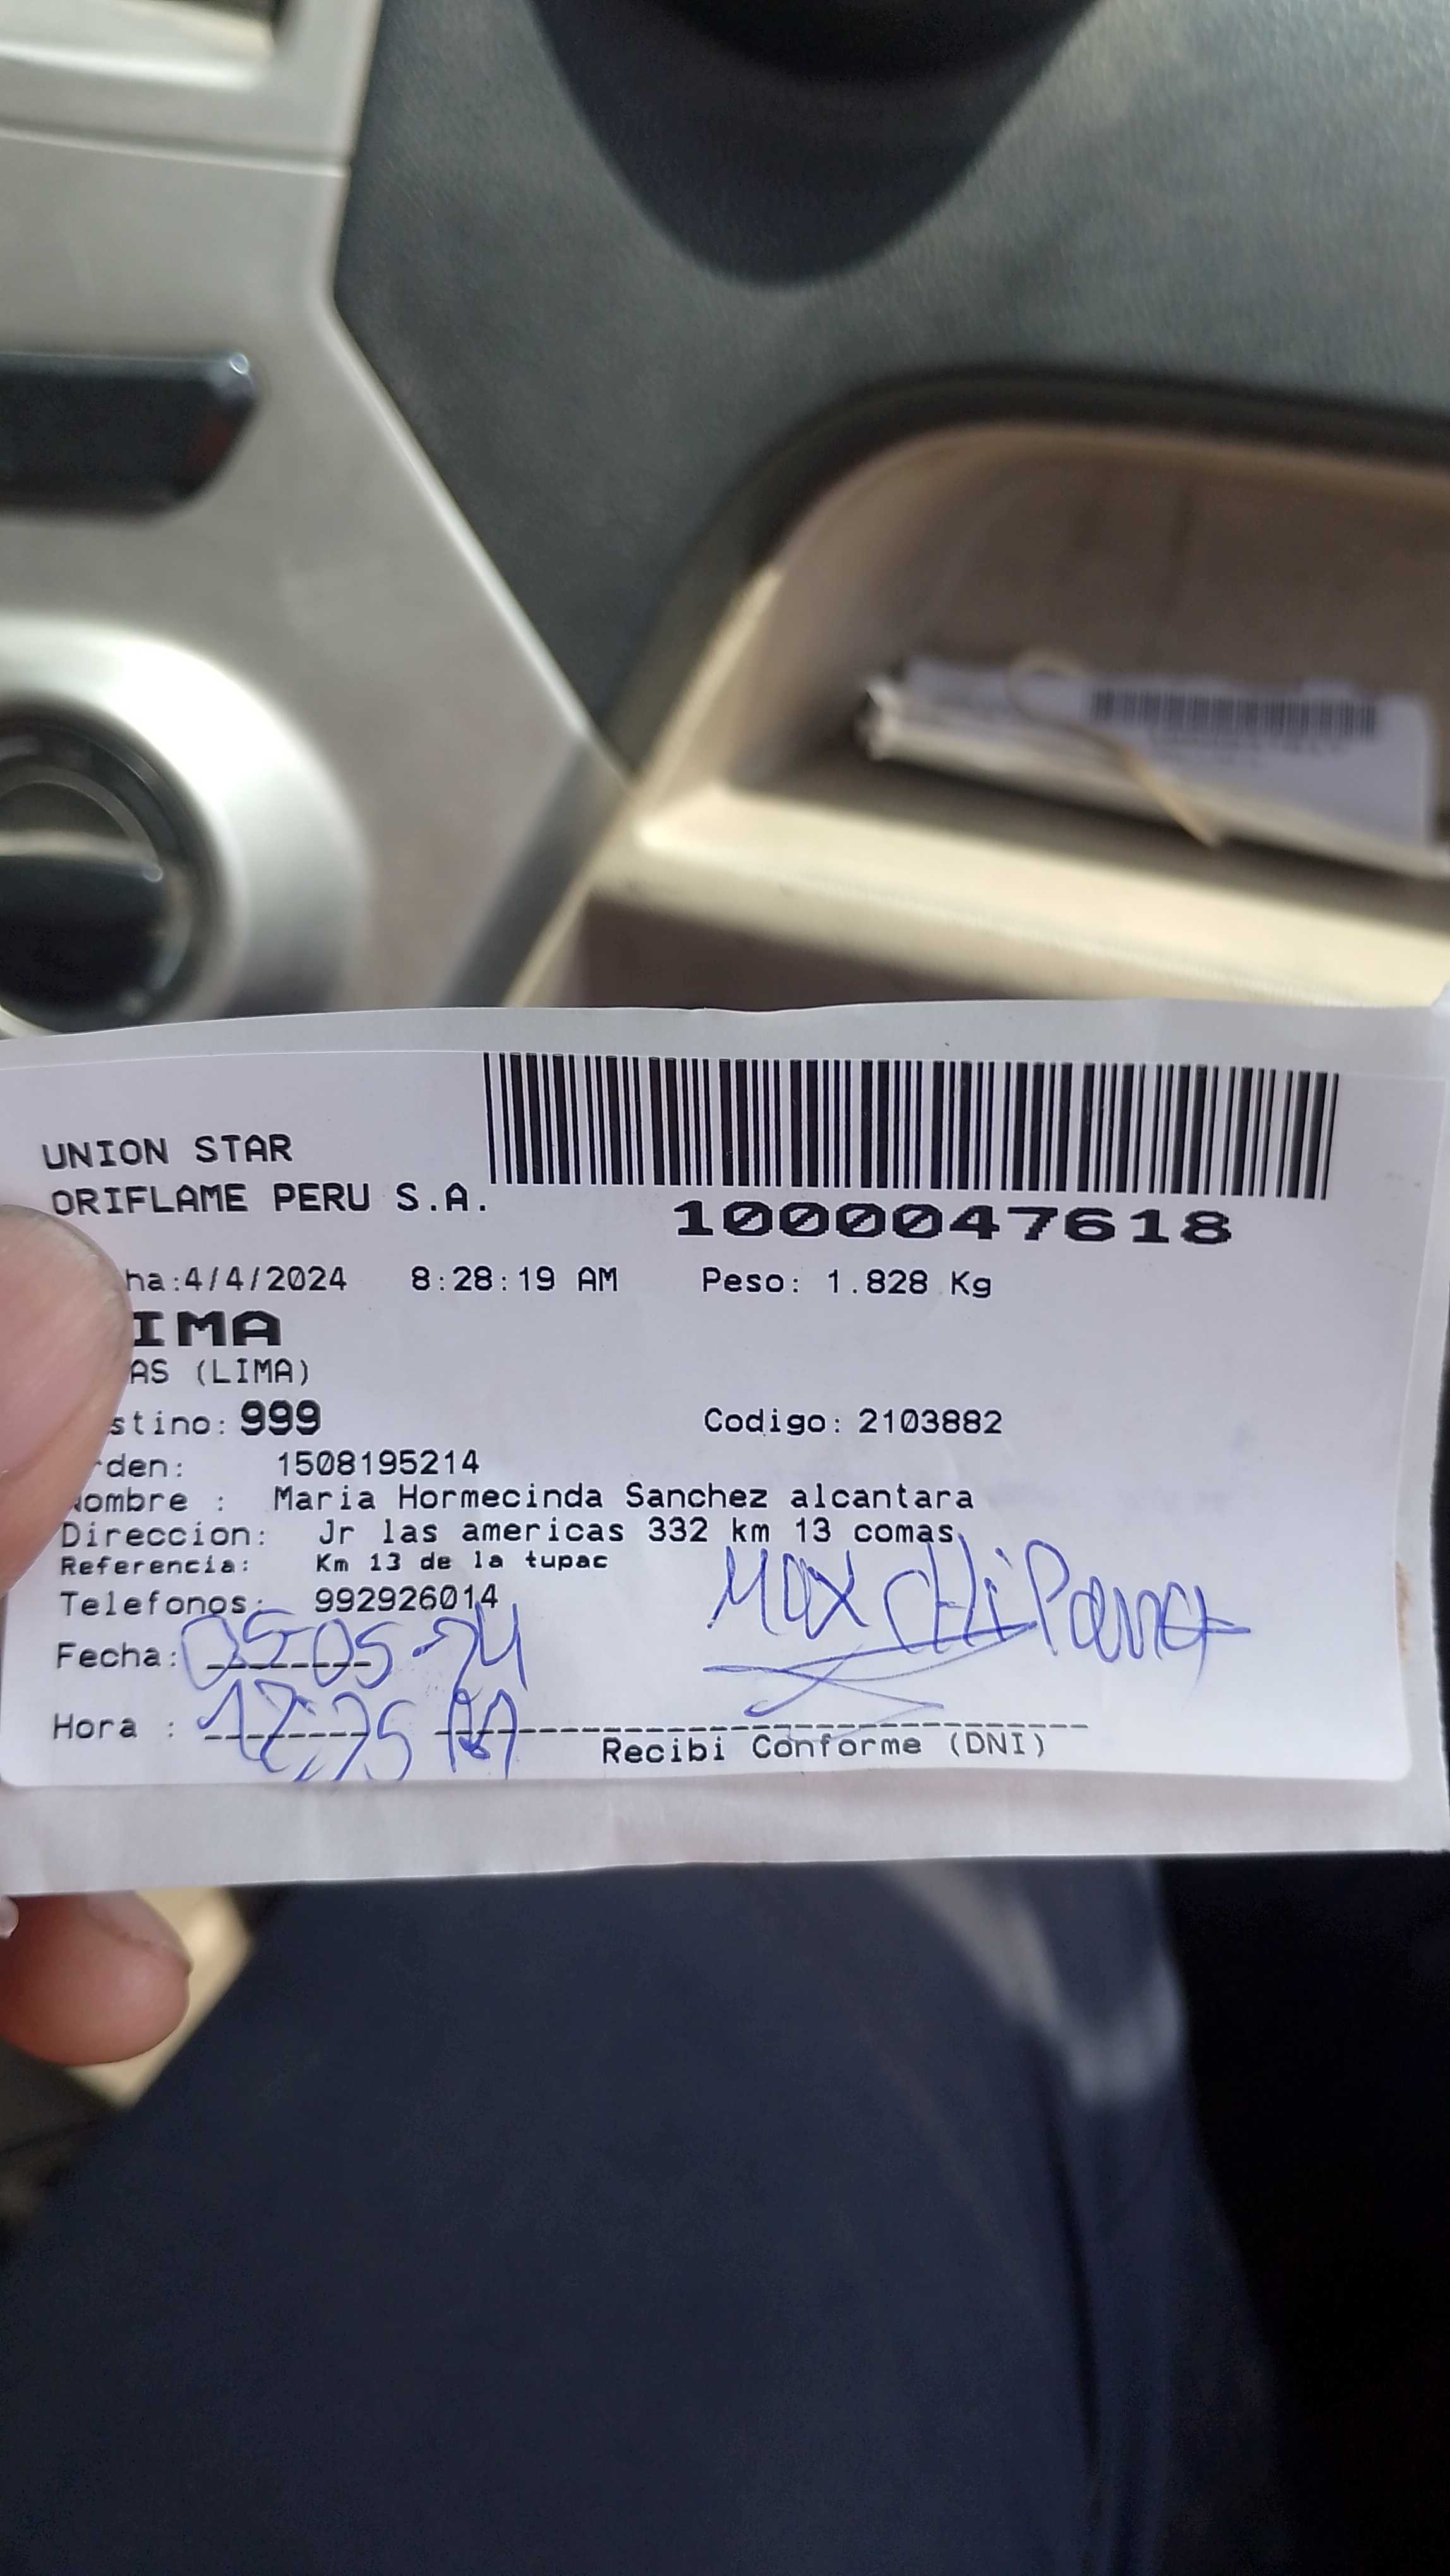 UNION STAR
ORIFLAME PERU S.A.
1000047618
ha:4/4/2024 8:28:19 AM Peso: 1.828 Kg
IMA
AS (LIMA)
stino: 999 Codigo: 2103882
rden: 1508195214
Nombre : Maria Hormecinda Sanchez alcantara
Direccion: Jr las americas 332 km 13 comas,
Referencia: Km 13 de la tupac
Telefonos: 992926014
Max
Fecha: 05-05-24
Hora :
Recibi Conforme (DNI)